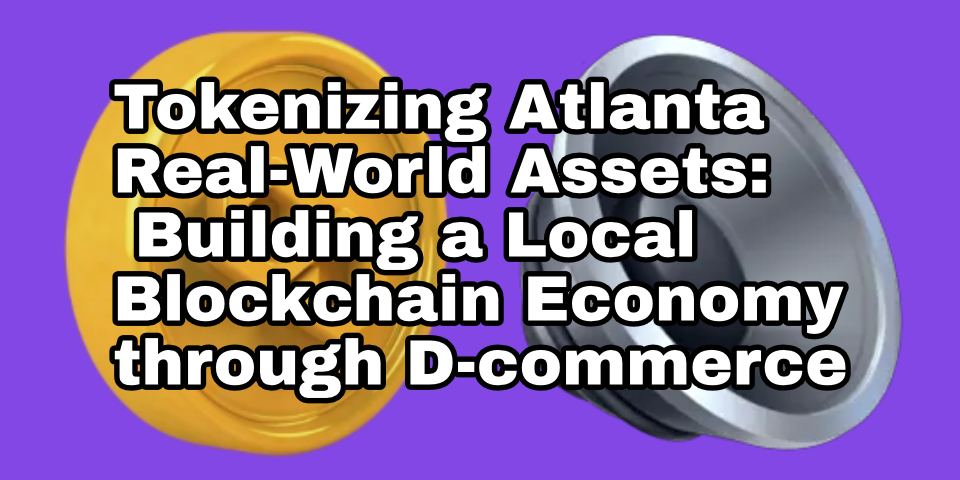 Tokenizing Atlanta
Real-World Assets:
Building a Local
Blockchain Economy
through D-commerce